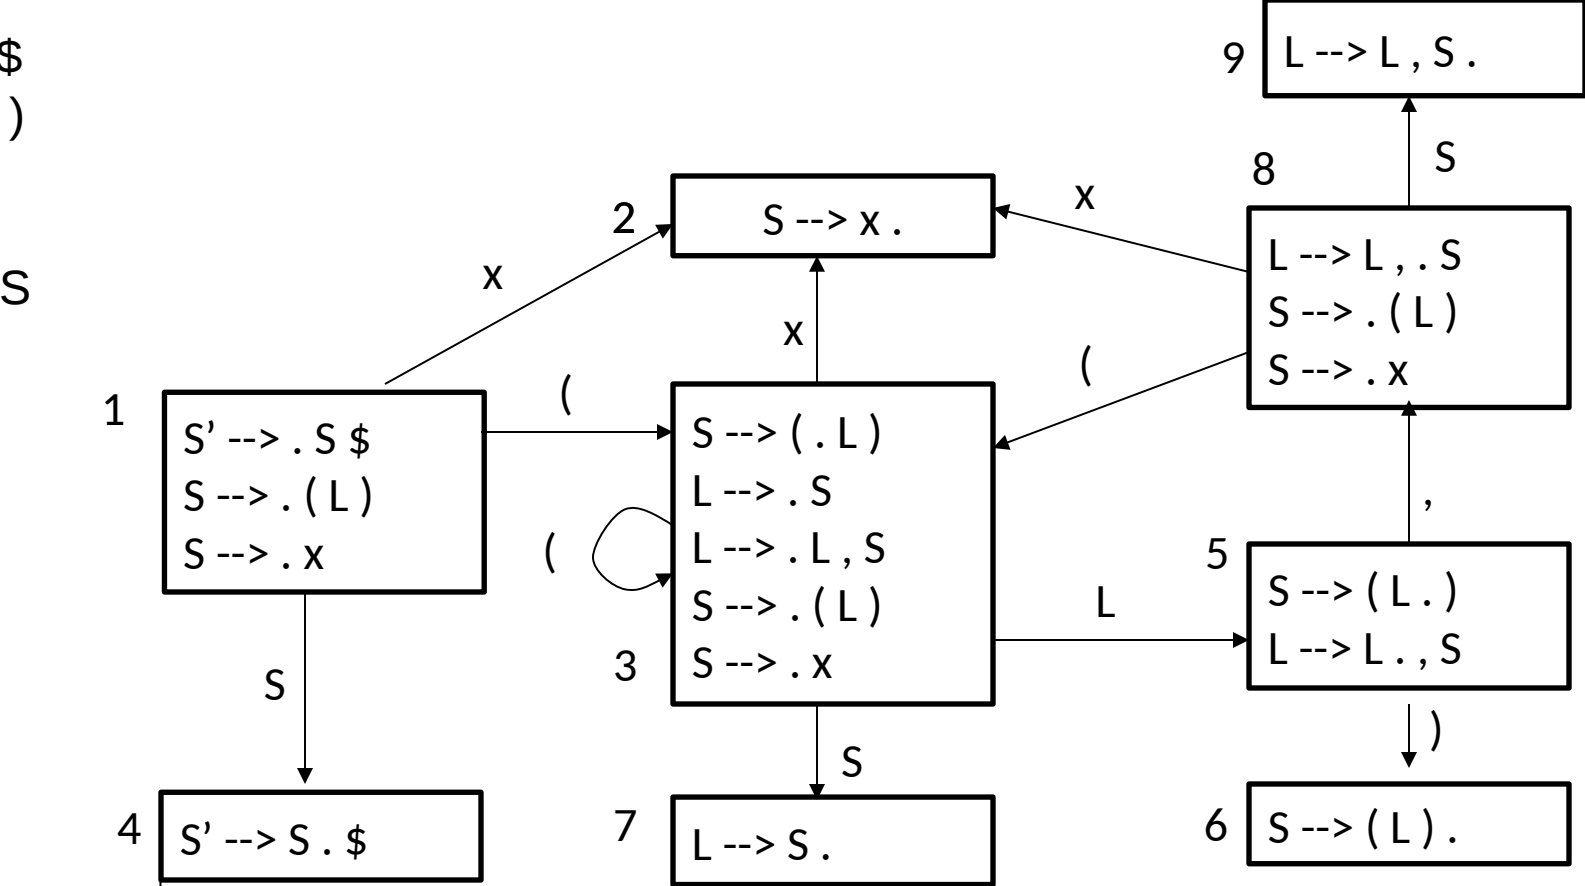 $
)
S
9
L --> L , S .
S
8
L --> L , . S
S --> . ( L )
S --> . x
x
(
2
S --> x .
x
x
(
1
S’ --> . S $
S --> . ( L )
S --> . x
(
3
S --> ( . L )
L --> . S
L --> . L , S
S --> . ( L )
S --> . x
L
,
5
S --> ( L . )
L --> L . , S
)
S
S
4
S’ --> S . $
7
L --> S .
6
S --> ( L ) .